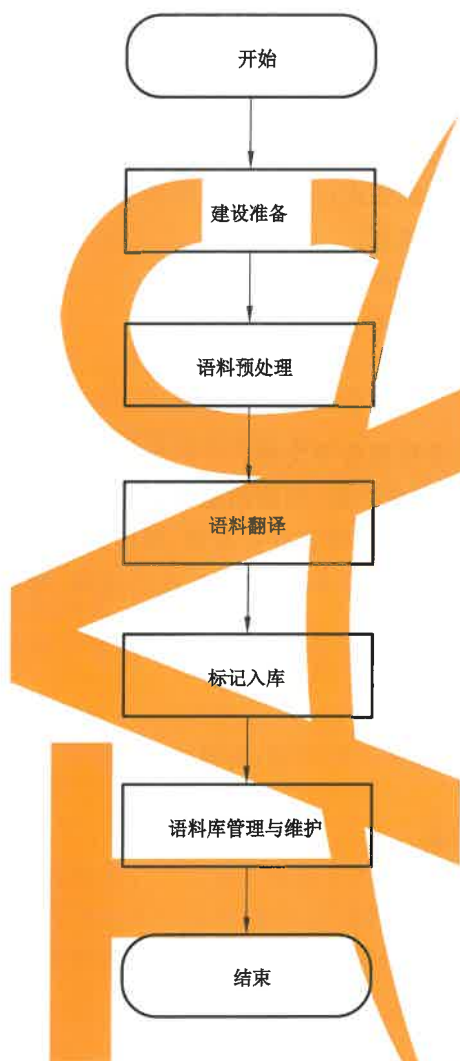 开始
建设准备
语料预处理
语料翻译
标记入库
语料库管理与维护
结束